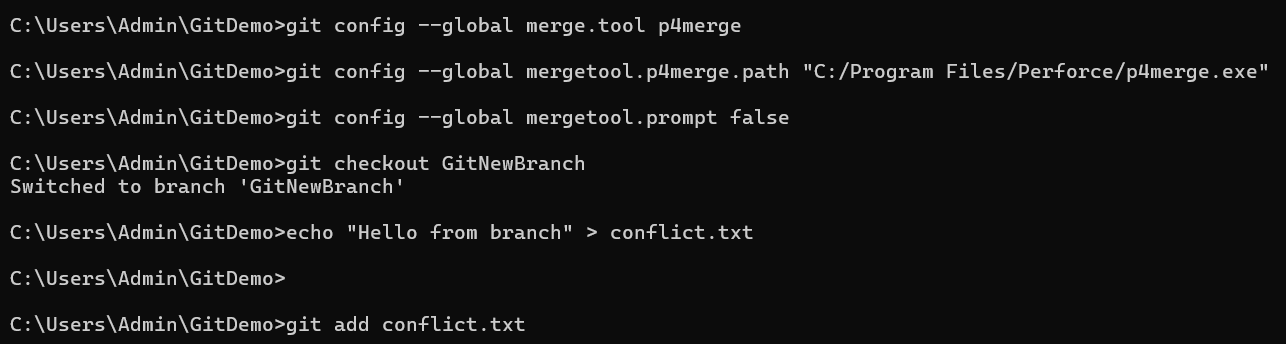 C:\Users\Admin\GitDemo>git config --global merge.tool p4merge
C:\Users\Admin\GitDemo>git config --global mergetool.p4merge.path "C:/Program Files/Perforce/p4merge.exe"
C:\Users\Admin\GitDemo>git config --global mergetool.prompt false
C:\Users\Admin\GitDemo>git checkout GitNewBranch
Switched to branch 'GitNewBranch'
C:\Users\Admin\GitDemo>echo "Hello from branch" > conflict.txt
C:\Users\Admin\GitDemo>
C:\Users\Admin\GitDemo>git add conflict.txt